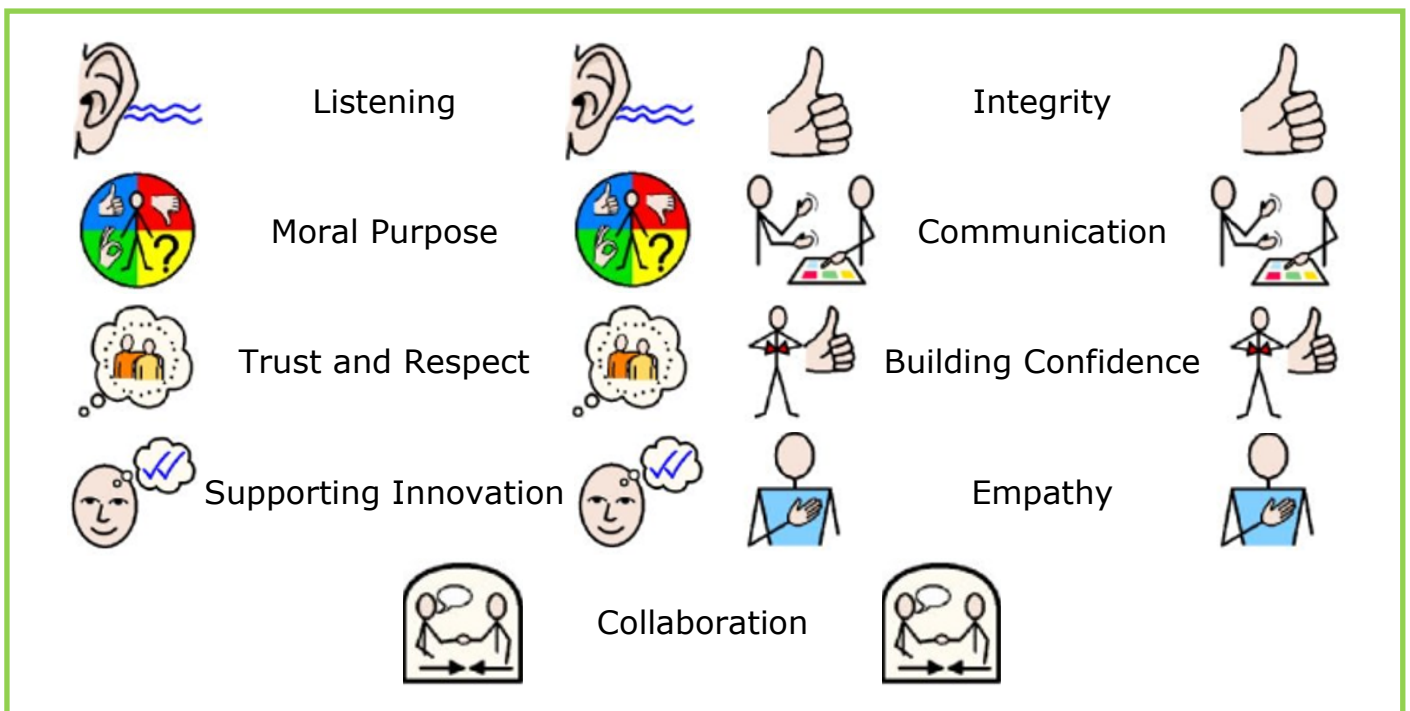 Listening
Integrity
Moral Purpose
Communication
Trust and Respect
Building Confidence
Supporting Innovation
Empathy
Collaboration